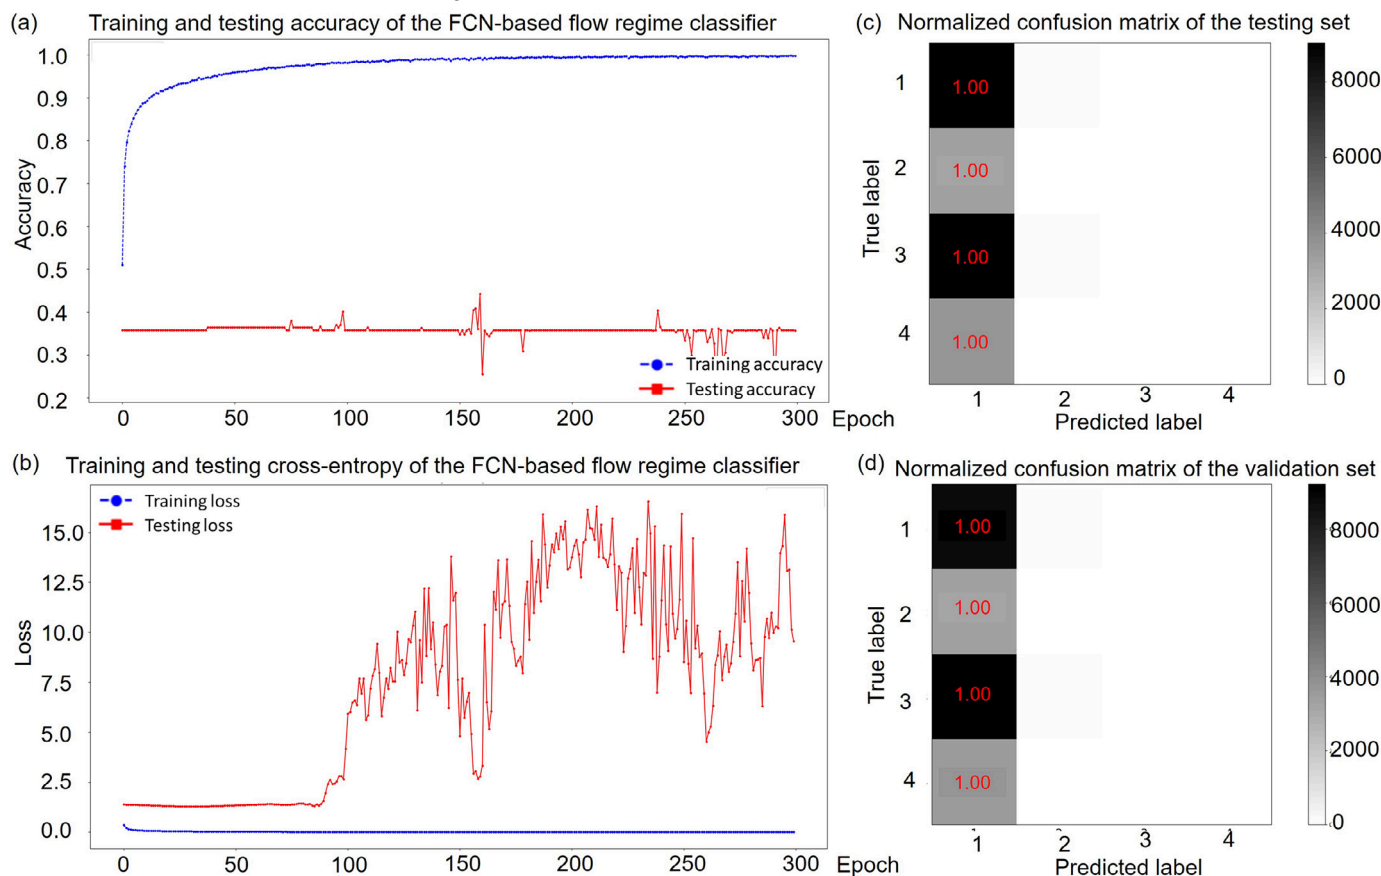 (a) Training and testing accuracy of the FCN-based flow regime classifier
1.0
0.9
0.8
0.7
0.6
0.5
0.4
0.3
0.2
Accuracy
Training accuracy
Testing accuracy
0 50 100 150 200 250 300 Epoch
(c) Normalized confusion matrix of the testing set
True label
1 1.00
2 1.00
3 1.00
4 1.00
1 2 3 4
Predicted label
8000
6000
4000
2000
0
(b) Training and testing cross-entropy of the FCN-based flow regime classifier
Training loss
Testing loss
15.0
12.5
10.0
7.5
5.0
2.5
0.0
Loss
0 50 100 150 200 250 300 Epoch
(d) Normalized confusion matrix of the validation set
True label
1 1.00
2 1.00
3 1.00
4 1.00
1 2 3 4
Predicted label
8000
6000
4000
2000
0